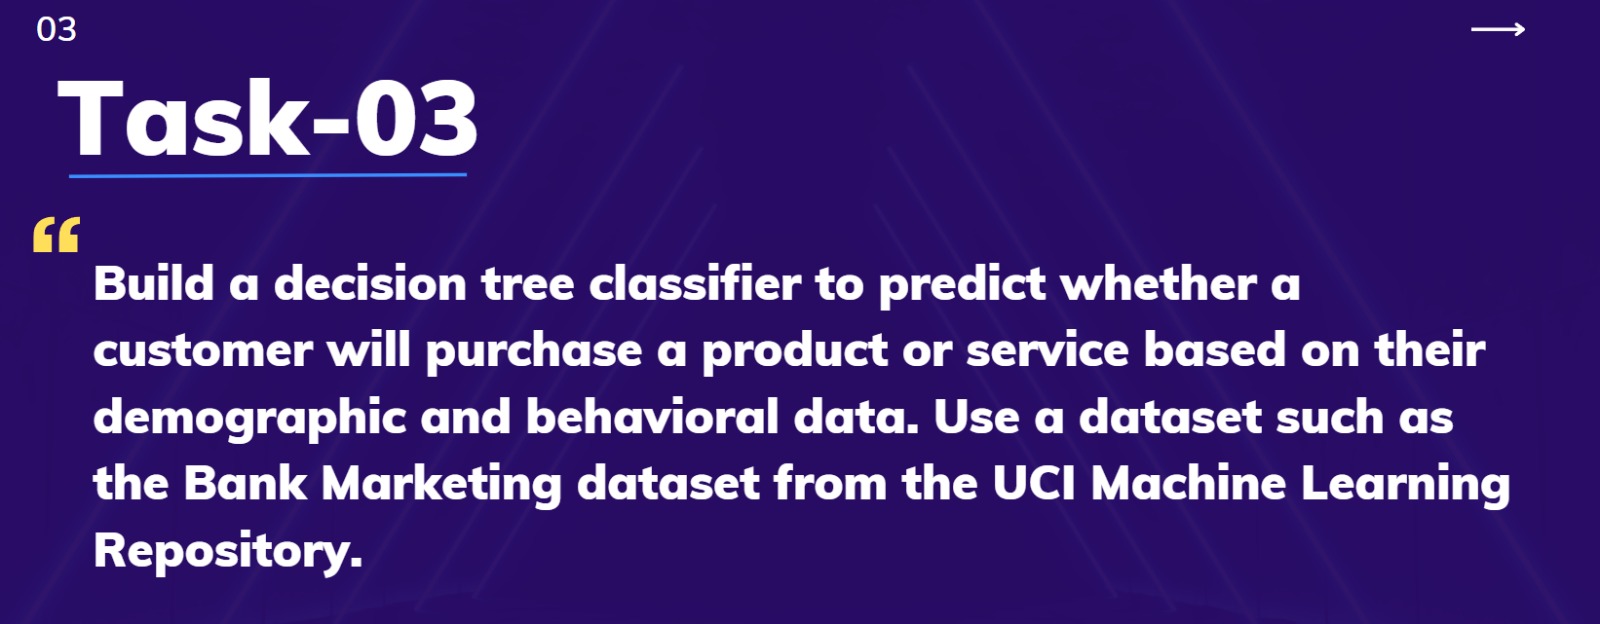 03
Task-03
“
Build a decision tree classifier to predict whether a
customer will purchase a product or service based on their
demographic and behavioral data. Use a dataset such as
the Bank Marketing dataset from the UCI Machine Learning
Repository.